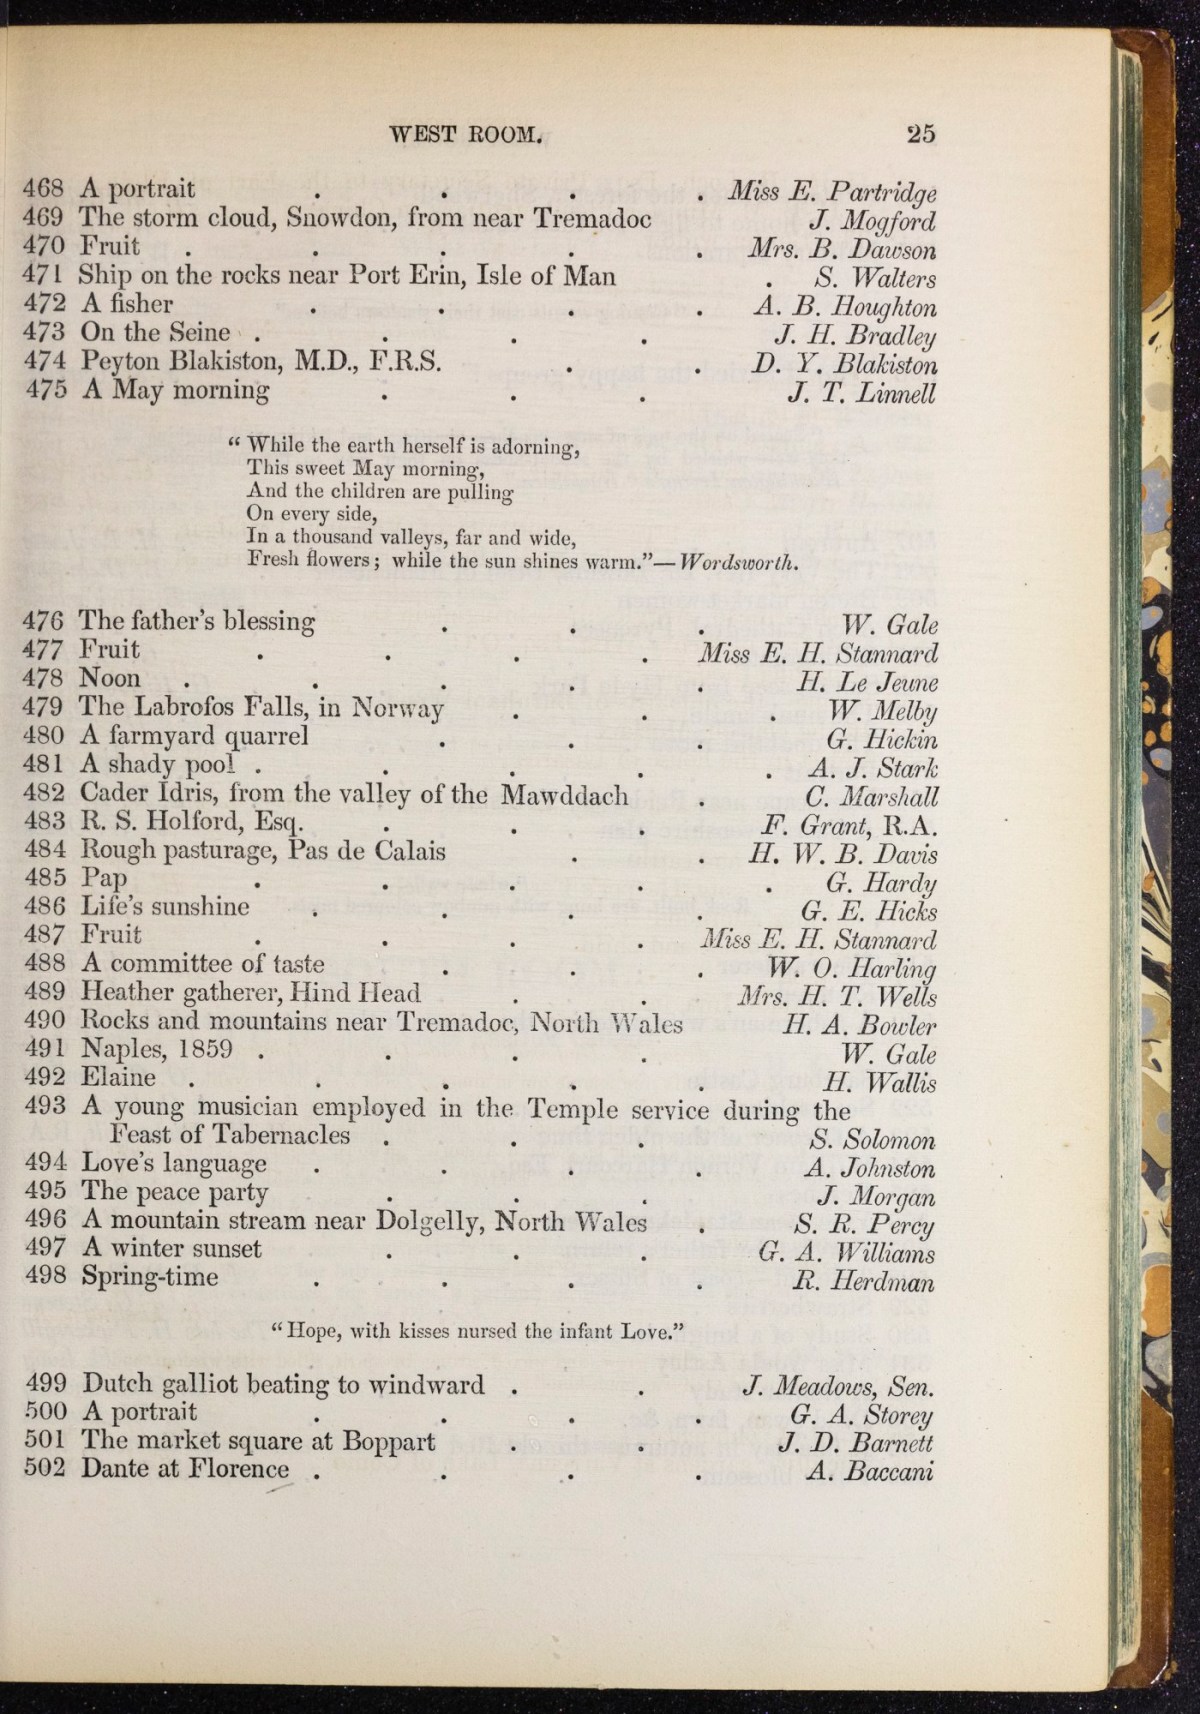 WEST ROOM. 25
468 A portrait . . . . Miss E. Partridge
469 The storm cloud, Snowdon, from near Tremadoc J. Mogford
470 Fruit . . . . . Mrs. B. Dawson
471 Ship on the rocks near Port Erin, Isle of Man . S. Walters
472 A fisher . . . . A. B. Houghton
473 On the Seine . . . . J. H. Bradley
474 Peyton Blakiston, M.D., F.R.S. . . D. Y. Blakiston
475 A May morning . . . J. T. Linnell
“ While the earth herself is adorning,
This sweet May morning,
And the children are pulling
On every side,
In a thousand valleys, far and wide,
Fresh flowers; while the sun shines warm.”—Wordsworth.
476 The father's blessing . . . W. Gale
477 Fruit . . . . Miss E. H. Stannard
478 Noon . . . . . H. Le Jeune
479 The Labrofos Falls, in Norway . . . W. Melby
480 A farmyard quarrel . . . G. Hickin
481 A shady pool . . . . . A. J. Stark
482 Cader Idris, from the valley of the Mawddach . C. Marshall
483 R. S. Holford, Esq. . . . F. Grant, R.A.
484 Rough pasturage, Pas de Calais . . H. W. B. Davis
485 Pap . . . . . G. Hardy
486 Life's sunshine . . . . G. E. Hicks
487 Fruit . . . . Miss E. H. Stannard
488 A committee of taste . . . W. O. Harling
489 Heather gatherer, Hind Head . . Mrs. H. T. Wells
490 Rocks and mountains near Tremadoc, North Wales H. A. Bowler
491 Naples, 1859 . . . . W. Gale
492 Elaine . . . . . H. Wallis
493 A young musician employed in the Temple service during the
Feast of Tabernacles . . . S. Solomon
494 Love's language . . . . A. Johnston
495 The peace party . . . J. Morgan
496 A mountain stream near Dolgelly, North Wales . S. R. Percy
497 A winter sunset . . . G. A. Williams
498 Spring-time . . . . R. Herdman
“Hope, with kisses nursed the infant Love.”
499 Dutch galliot beating to windward . . J. Meadows, Sen.
500 A portrait . . . . G. A. Storey
501 The market square at Boppart . . J. D. Barnett
502 Dante at Florence . . . . A. Baccani